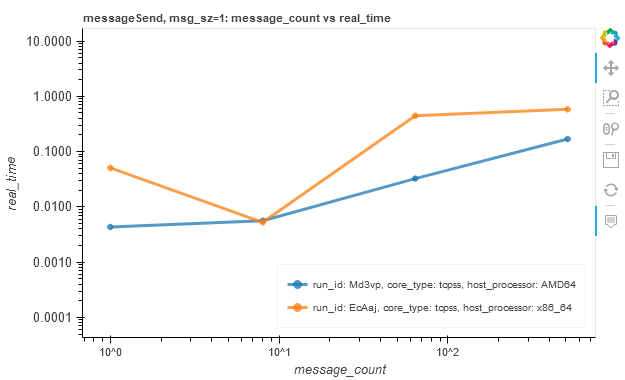 messageSend, msg_sz=1: message_count vs real_time
10.0000
1.0000
0.1000
0.0100
0.0010
0.0001
real_time
run_id: Md3vp, core_type: tcpss, host_processor: AMD64
run_id: EcAaj, core_type: tcpss, host_processor: x86_64
10^0
10^1
10^2
message_count